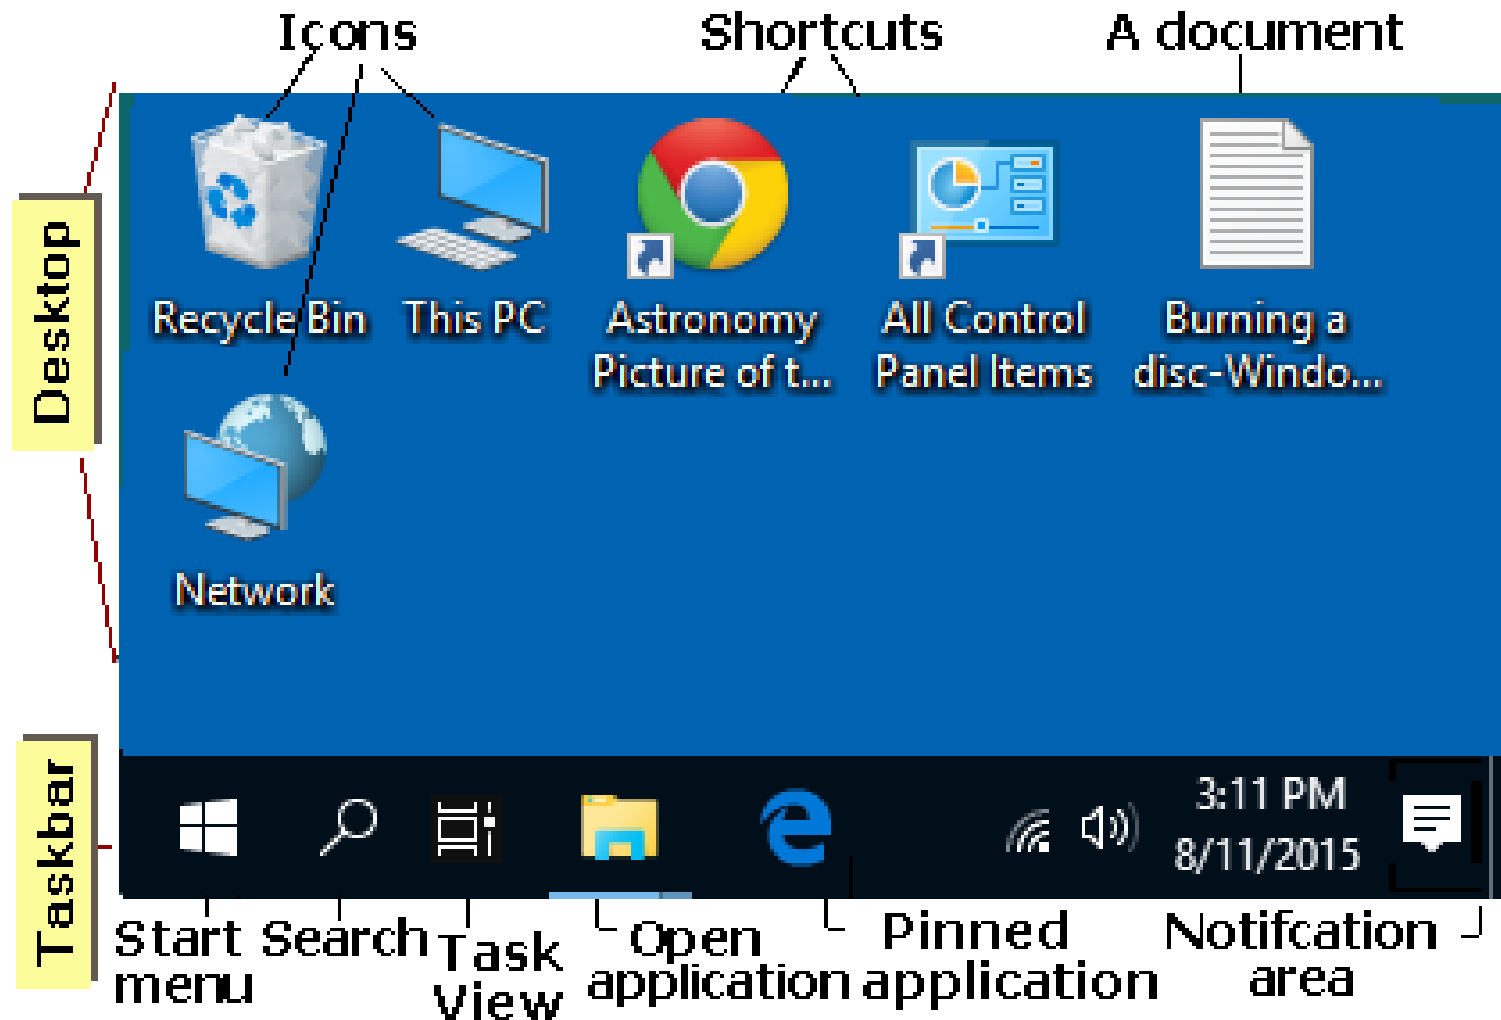 Icons
Shortcuts
A document
Desktop
Recycle Bin
This PC
Astronomy
Picture of t...
All Control
Panel Items
Burning a
disc-Windo...
Network
Taskbar
3:11 PM
8/11/2015
Start
menu
Search
Task
View
Open
application
Pinned
application
Notifcation
area